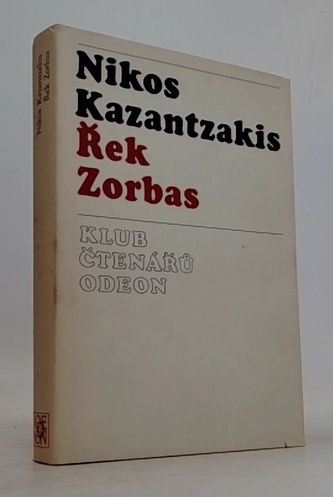 Nikos
Kazantzakis
Řek
Zorbas
KLUB
ČTENÁŘŮ
ODEON
Nikos Kazantzakis
Řek Zorbas